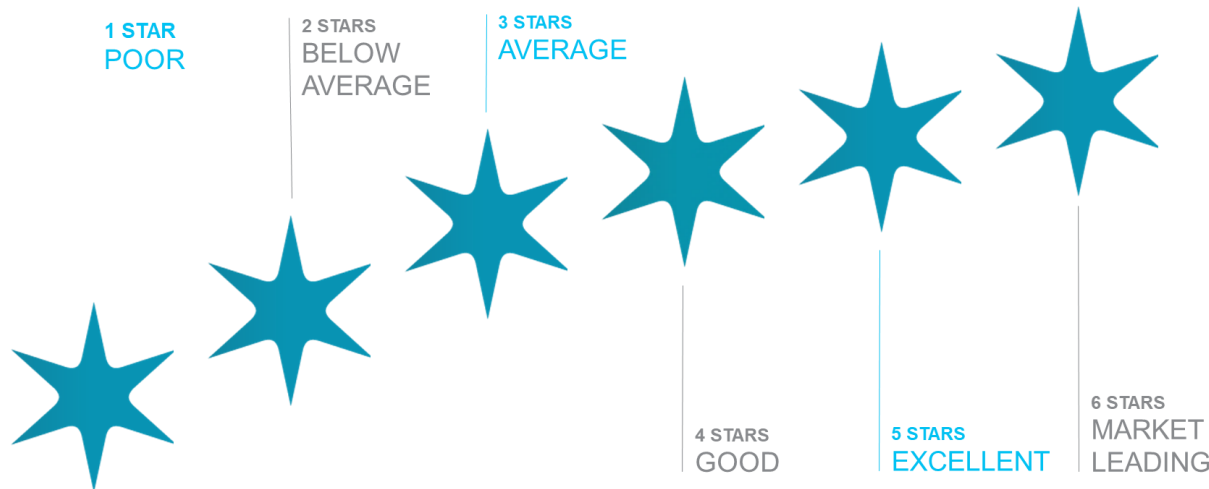 1 STAR
POOR
2 STARS
BELOW
AVERAGE
3 STARS
AVERAGE
4 STARS
GOOD
5 STARS
EXCELLENT
6 STARS
MARKET
LEADING